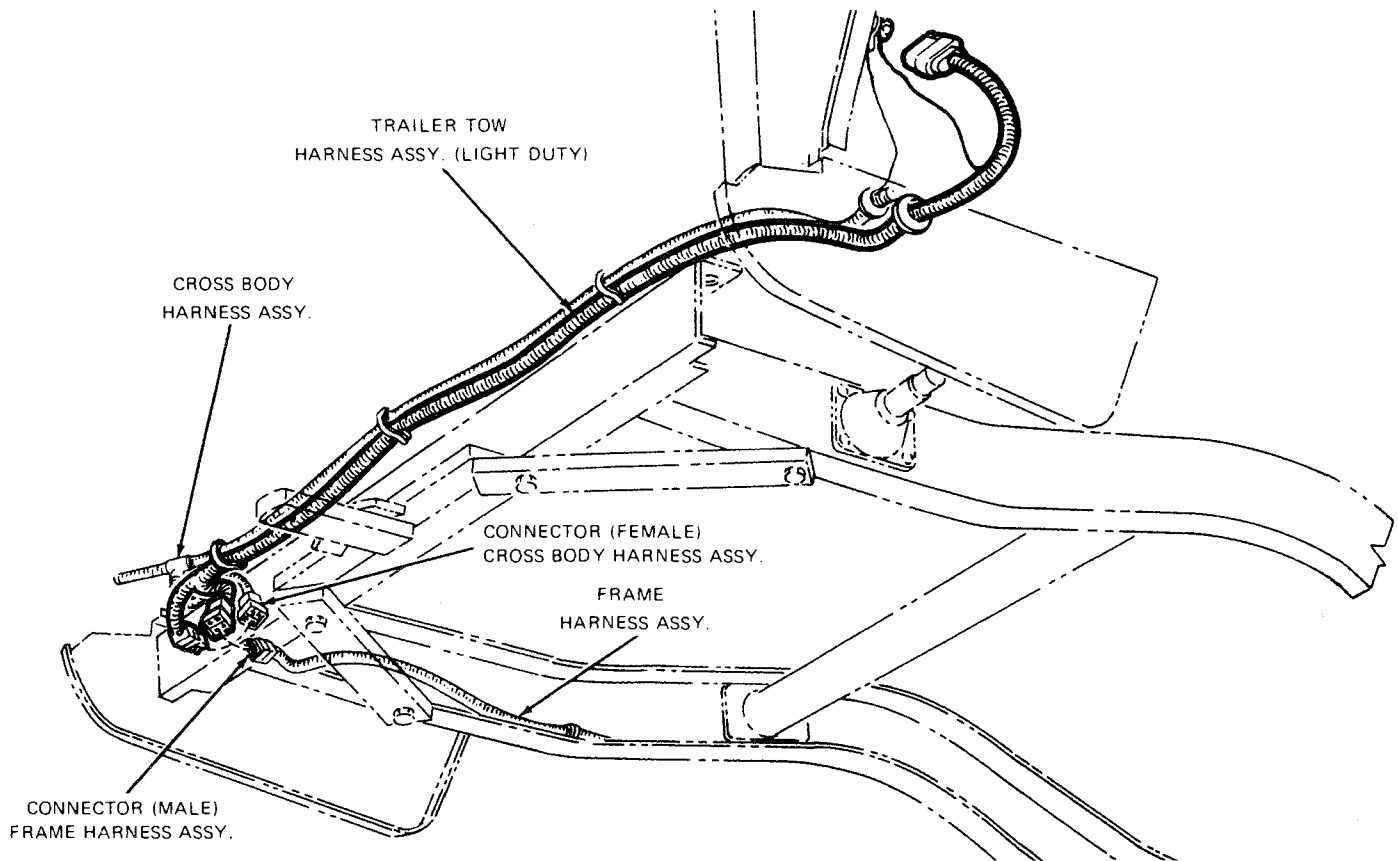 TRAILER TOW
HARNESS ASSY. (LIGHT DUTY)
CROSS BODY
HARNESS ASSY.
CONNECTOR (FEMALE)
CROSS BODY HARNESS ASSY.
FRAME
HARNESS ASSY.
CONNECTOR (MALE)
FRAME HARNESS ASSY.